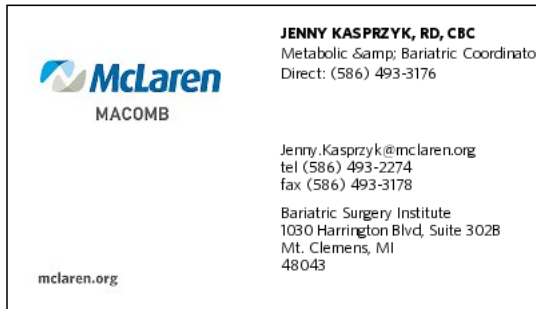 McLaren
MACOMB
mclaren.org
JENNY KASPRZYK, RD, CBC
Metabolic &amp; Bariatric Coordinato
Direct: (586) 493-3176
Jenny.Kasprzyk@mclaren.org
tel (586) 493-2274
fax (586) 493-3178
Bariatric Surgery Institute
1030 Harrington Blvd, Suite 302B
Mt. Clemens, MI
48043